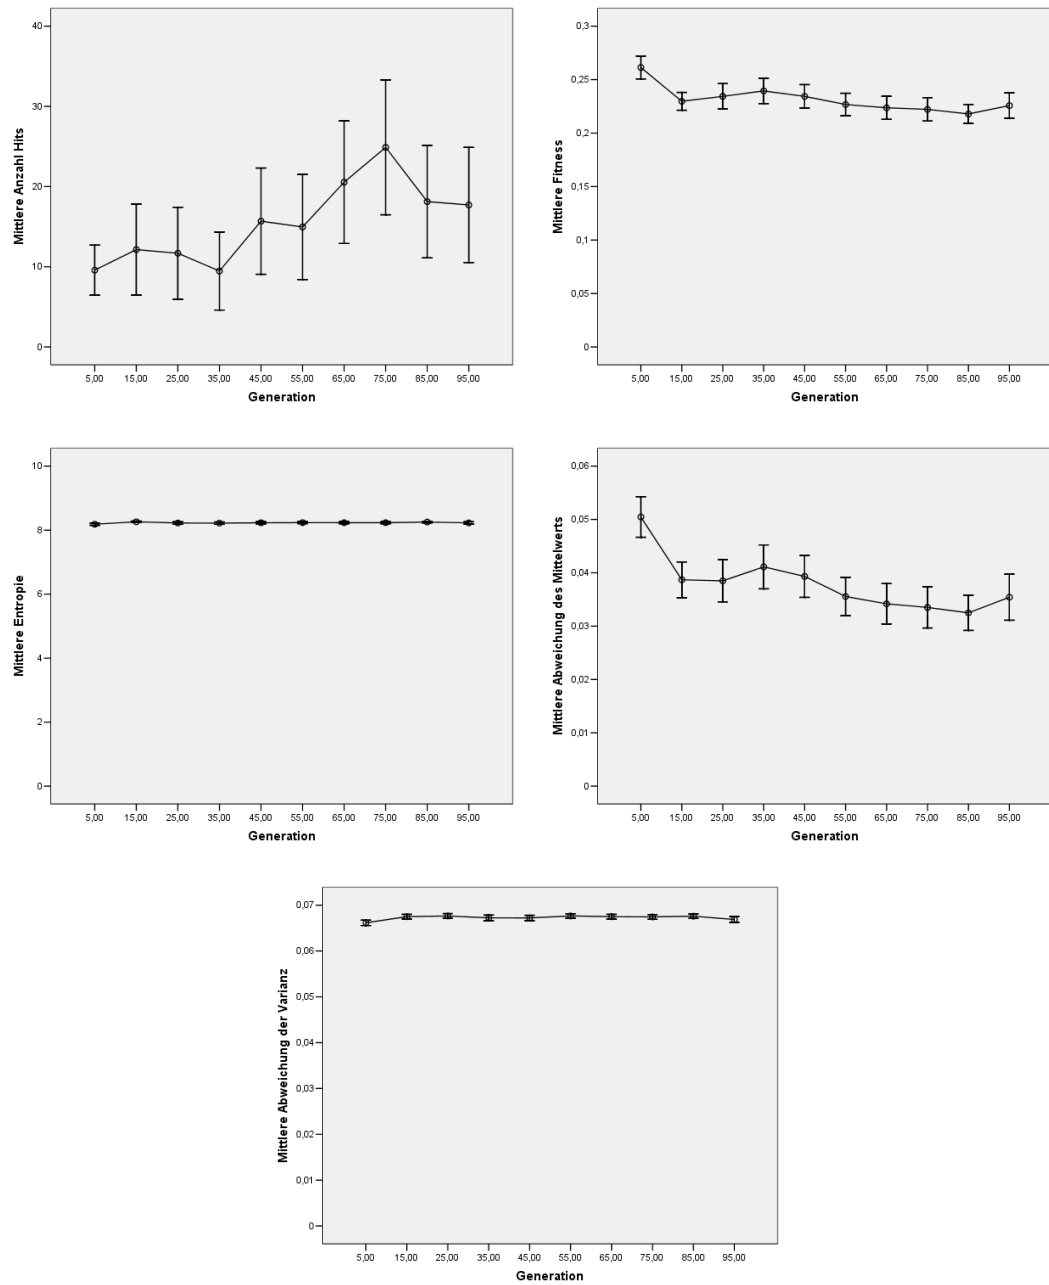 Mittlere Anzahl Hits
40
30
20
10
0
5,00 15,00 25,00 35,00 45,00 55,00 65,00 75,00 85,00 95,00
Generation
Mittlere Fitness
0,3
0,25
0,2
0,15
0,1
0,05
0
5,00 15,00 25,00 35,00 45,00 55,00 65,00 75,00 85,00 95,00
Generation
Mittlere Entropie
10
8
6
4
2
0
5,00 15,00 25,00 35,00 45,00 55,00 65,00 75,00 85,00 95,00
Generation
Mittlere Abweichung des Mittelwerts
0,06
0,05
0,04
0,03
0,02
0,01
0
5,00 15,00 25,00 35,00 45,00 55,00 65,00 75,00 85,00 95,00
Generation
Mittlere Abweichung der Varianz
0,07
0,06
0,05
0,04
0,03
0,02
0,01
0
5,00 15,00 25,00 35,00 45,00 55,00 65,00 75,00 85,00 95,00
Generation